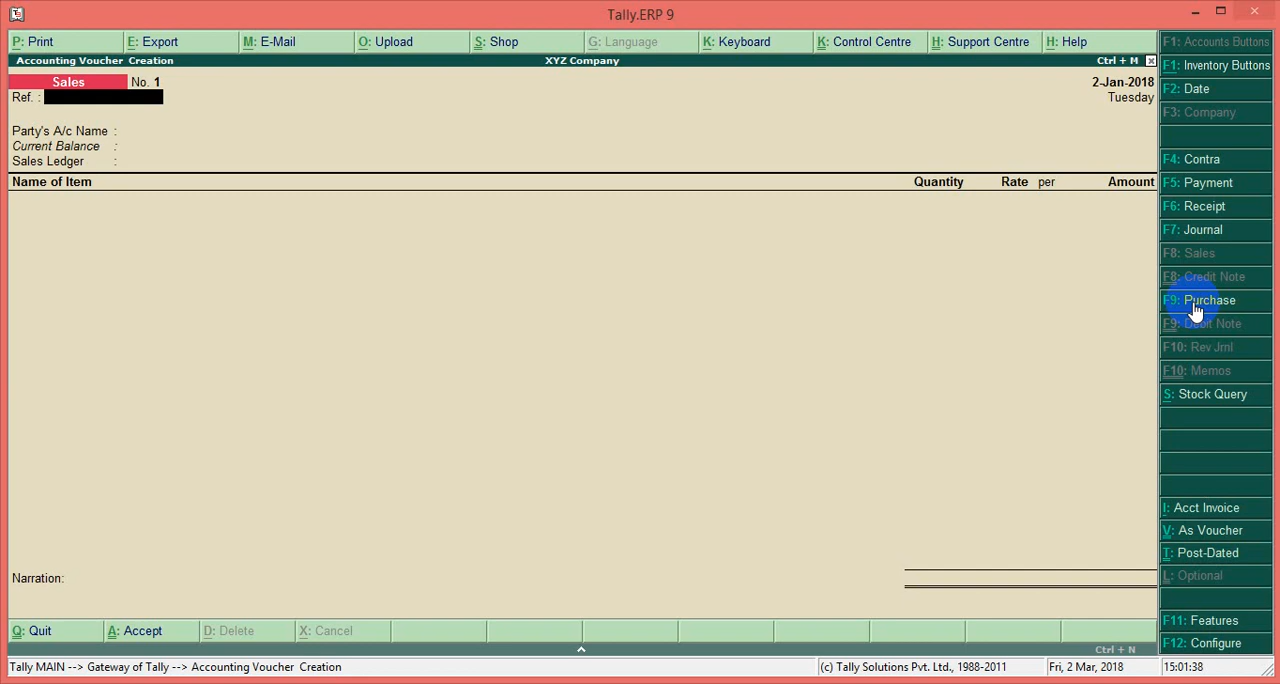 Tally.ERP 9
P: Print E: Export M: E-Mail O: Upload S: Shop G: Language K: Keyboard K: Control Centre H: Support Centre H: Help
Accounting Voucher Creation XYZ Company Ctrl + M
Sales No. 1 2-Jan-2018
Ref. : Tuesday
Party's A/c Name :
Current Balance :
Sales Ledger :
Name of Item Quantity Rate per Amount
Narration:
Q: Quit A: Accept D: Delete X: Cancel
Ctrl + N
Tally MAIN --> Gateway of Tally --> Accounting Voucher Creation (c) Tally Solutions Pvt. Ltd., 1988-2011 Fri, 2 Mar, 2018 15:01:38
F1: Accounts Buttons
F1: Inventory Buttons
F2: Date
F3: Company
F4: Contra
F5: Payment
F6: Receipt
F7: Journal
F8: Sales
F8: Credit Note
F9: Purchase
F9: Debit Note
F10: Rev Jrnl
F10: Memos
S: Stock Query
I: Acct Invoice
V: As Voucher
T: Post-Dated
L: Optional
F11: Features
F12: Configure